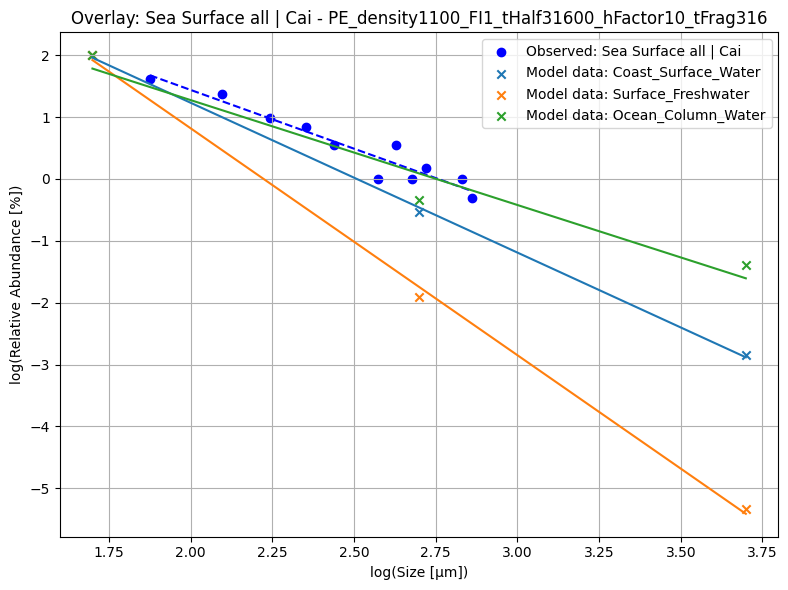 Overlay: Sea Surface all | Cai - PE_density1100_FI1_tHalf31600_hFactor10_tFrag316
Observed: Sea Surface all | Cai
Model data: Coast_Surface_Water
Model data: Surface_Freshwater
Model data: Ocean_Column_Water
log(Relative Abundance [%])
2
1
0
−1
−2
−3
−4
−5
1.75 2.00 2.25 2.50 2.75 3.00 3.25 3.50 3.75
log(Size [µm])